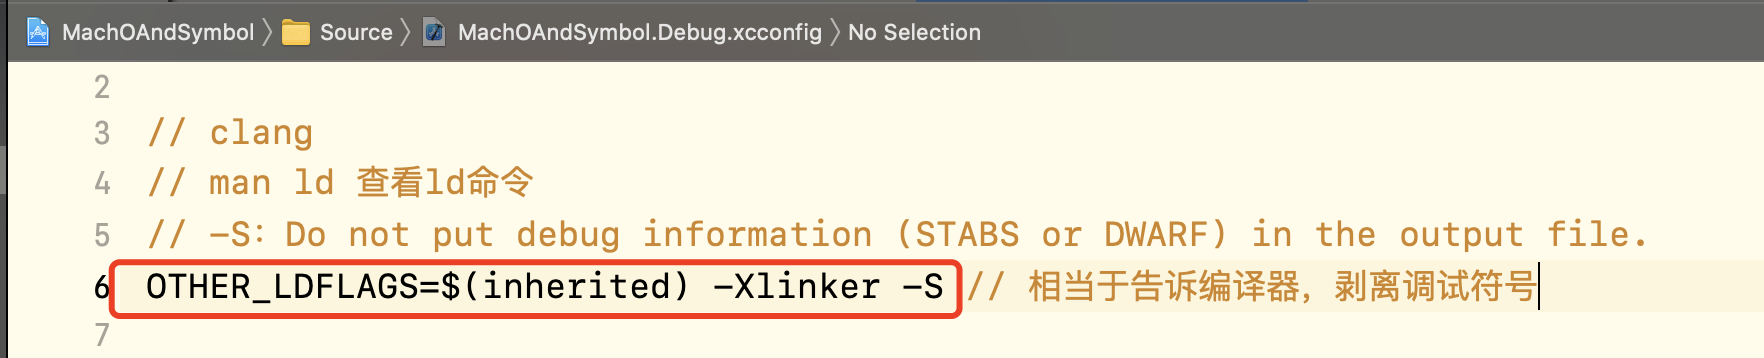 MachOAndSymbol 〉 Source 〉 MachOAndSymbol.Debug.xcconfig 〉 No Selection
2
3 // clang
4 // man ld 查看ld命令
5 // -S: Do not put debug information (STABS or DWARF) in the output file.
6 OTHER_LDFLAGS=$(inherited) -Xlinker -S // 相当于告诉编译器，剥离调试符号
7